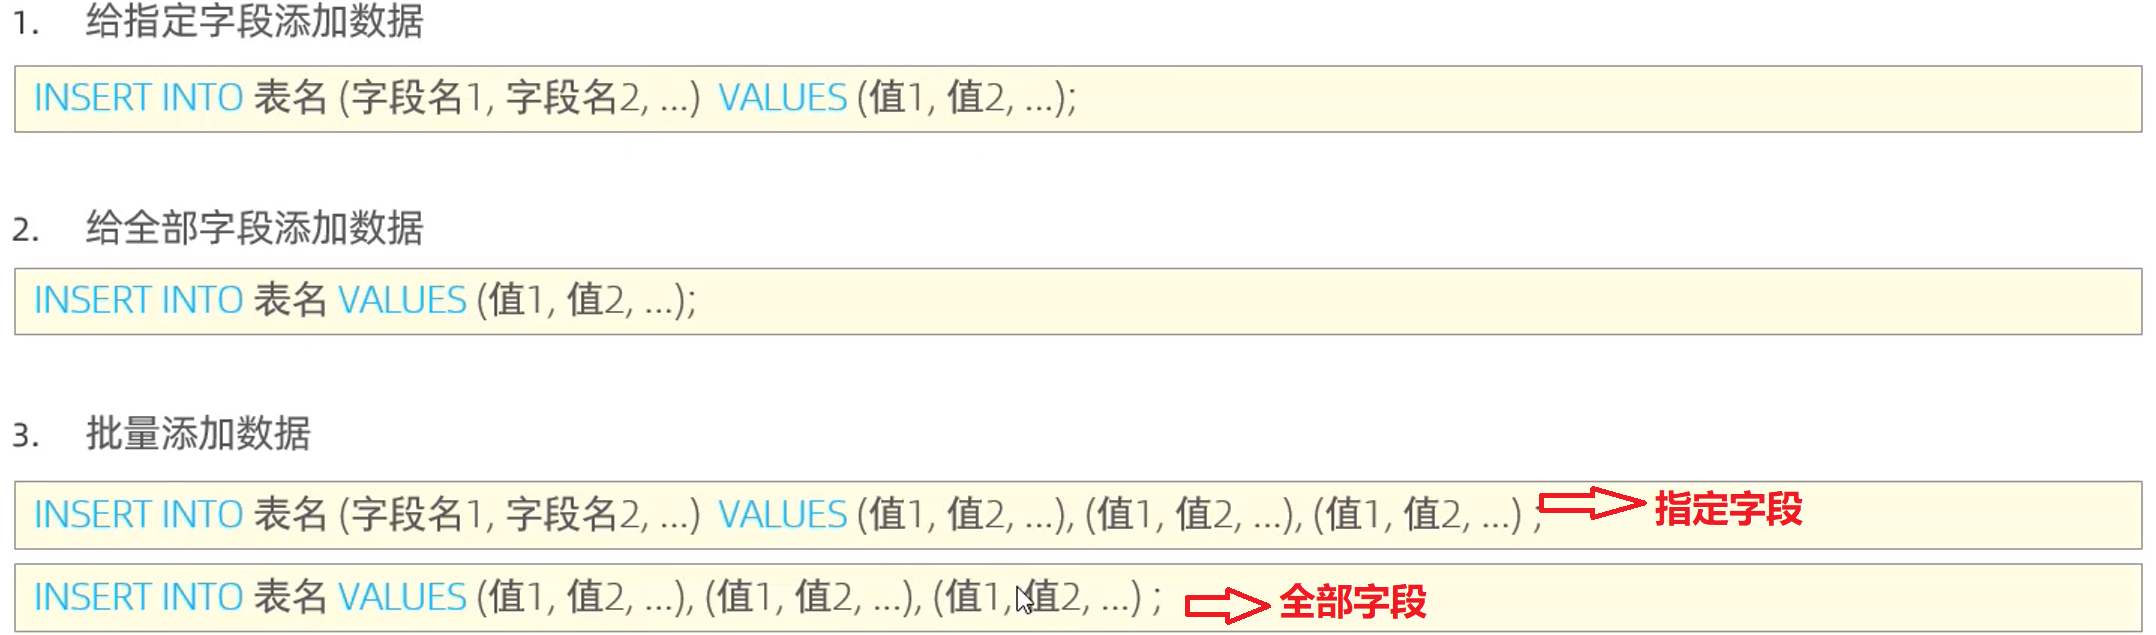 1. 给指定字段添加数据
INSERT INTO 表名 (字段名1, 字段名2, ...) VALUES (值1, 值2, ...);
2. 给全部字段添加数据
INSERT INTO 表名 VALUES (值1, 值2, ...);
3. 批量添加数据
INSERT INTO 表名 (字段名1, 字段名2, ...) VALUES (值1, 值2, ...), (值1, 值2, ...), (值1, 值2, ...) ; 指定字段
INSERT INTO 表名 VALUES (值1, 值2, ...), (值1, 值2, ...), (值1, 值2, ...) ; 全部字段